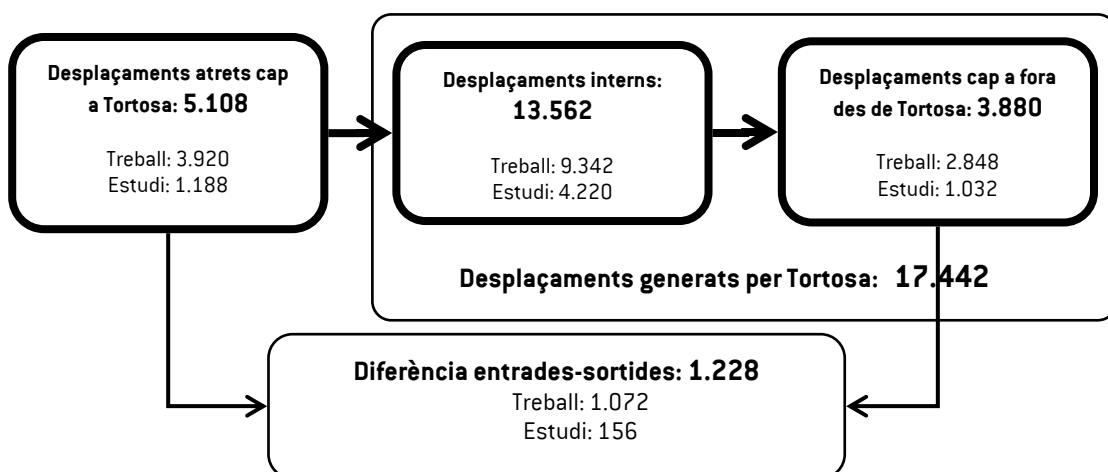 Desplaçaments atrets cap
a Tortosa: 5.108
Treball: 3.920
Estudi: 1.188
Desplaçaments interns:
13.562
Treball: 9.342
Estudi: 4.220
Desplaçaments cap a fora
des de Tortosa: 3.880
Treball: 2.848
Estudi: 1.032
Desplaçaments generats per Tortosa: 17.442
Diferència entrades-sortides: 1.228
Treball: 1.072
Estudi: 156